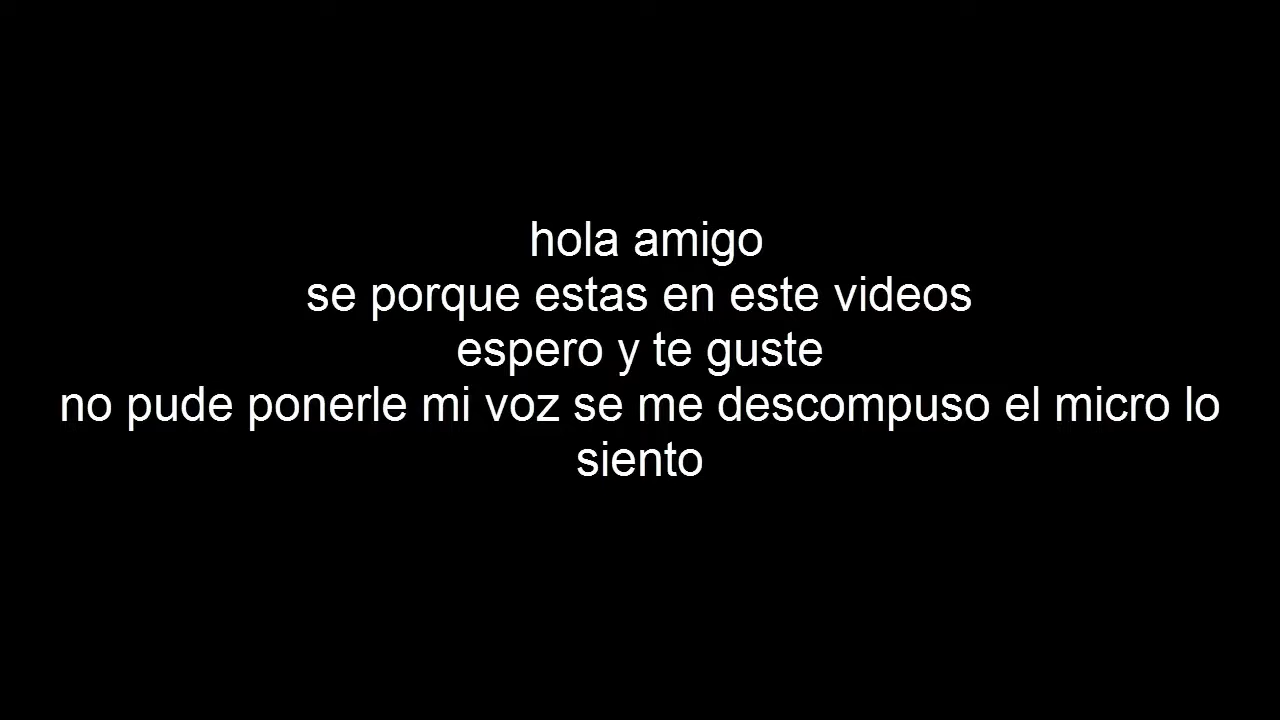 hola amigo
se porque estas en este videos
espero y te guste
no pude ponerle mi voz se me descompuso el micro lo
siento